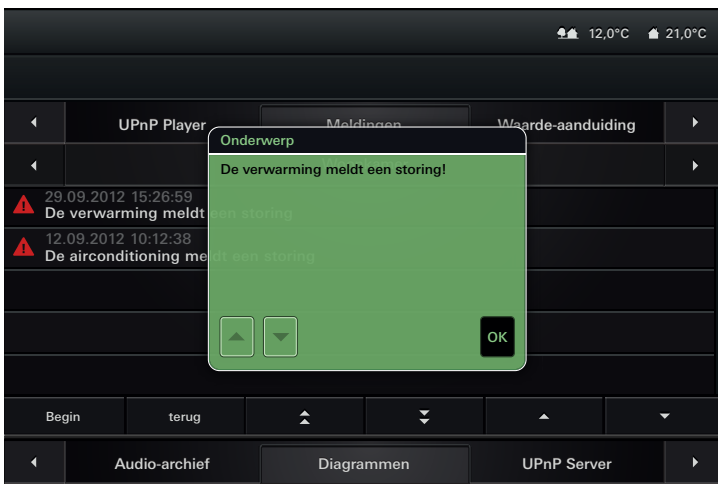 12,0°C 21,0°C
UPnP Player Meldingen Waarde-aanduiding
Onderwerp
De verwarming meldt een storing!
29.09.2012 15:26:59
De verwarming meldt een storing
12.09.2012 10:12:38
De airconditioning meldt een storing
OK
Begin terug
Audio-archief Diagrammen UPnP Server